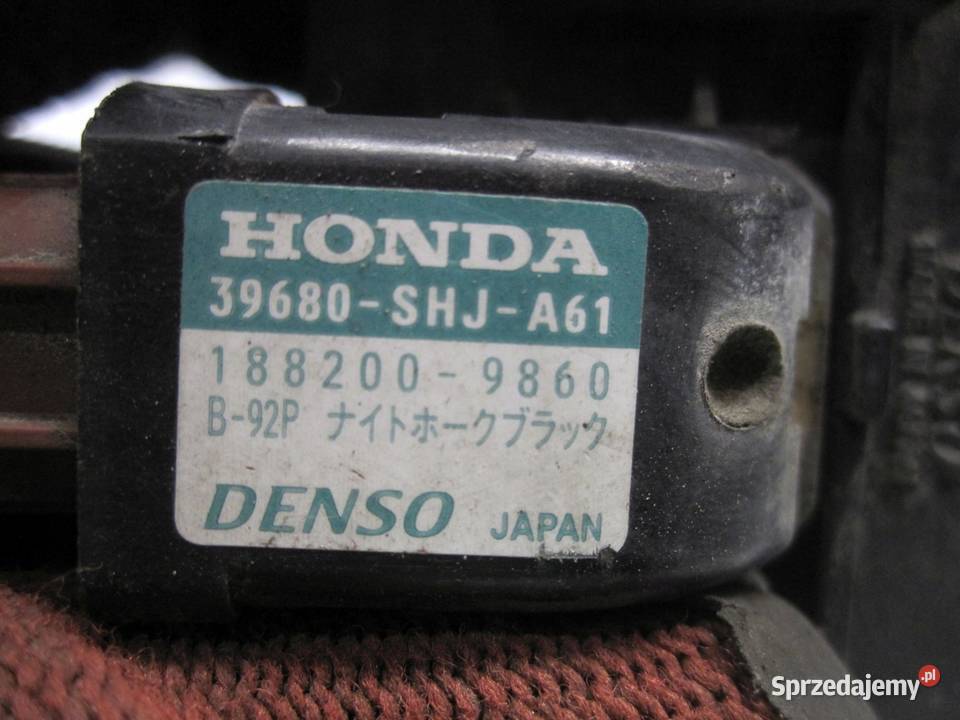 HONDA
39680-SHJ-A61
188200-9860
B-92P ナイトホークブラック
DENSO JAPAN
Sprzedajemy.pl